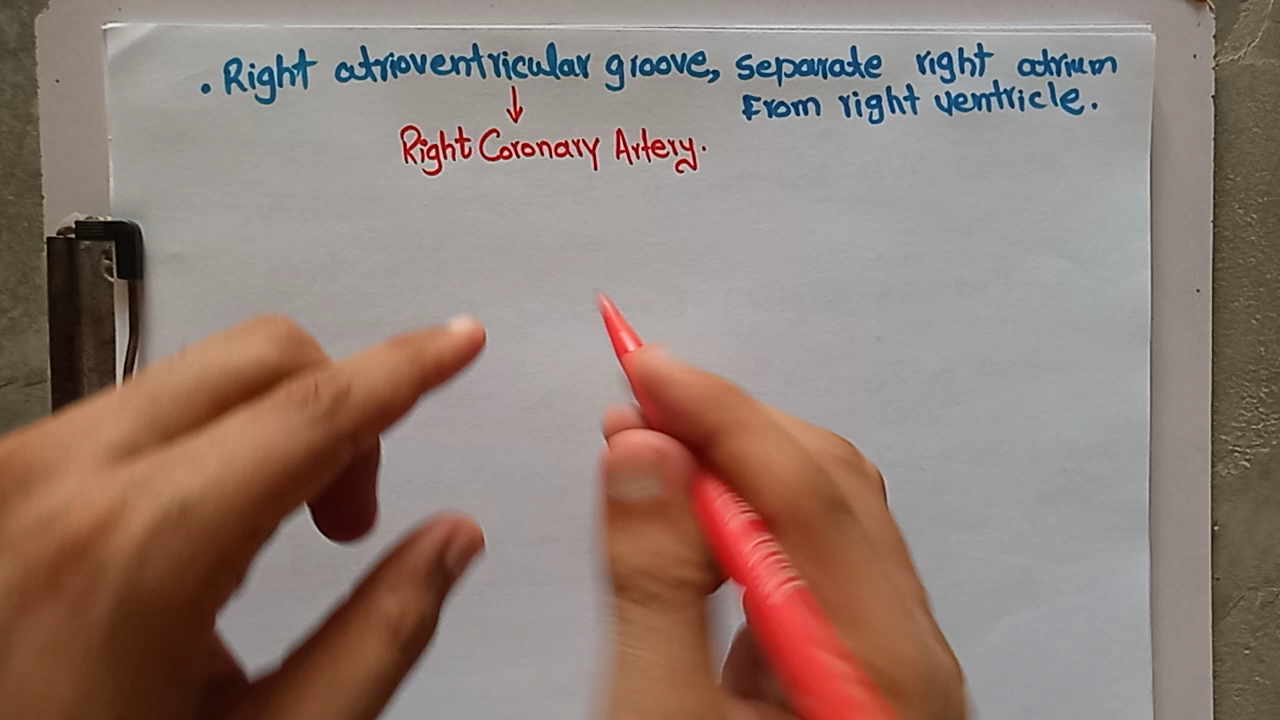 . Right atrioventricular groove, separate right atrium
From right ventricle.
↓
Right Coronary Artery.